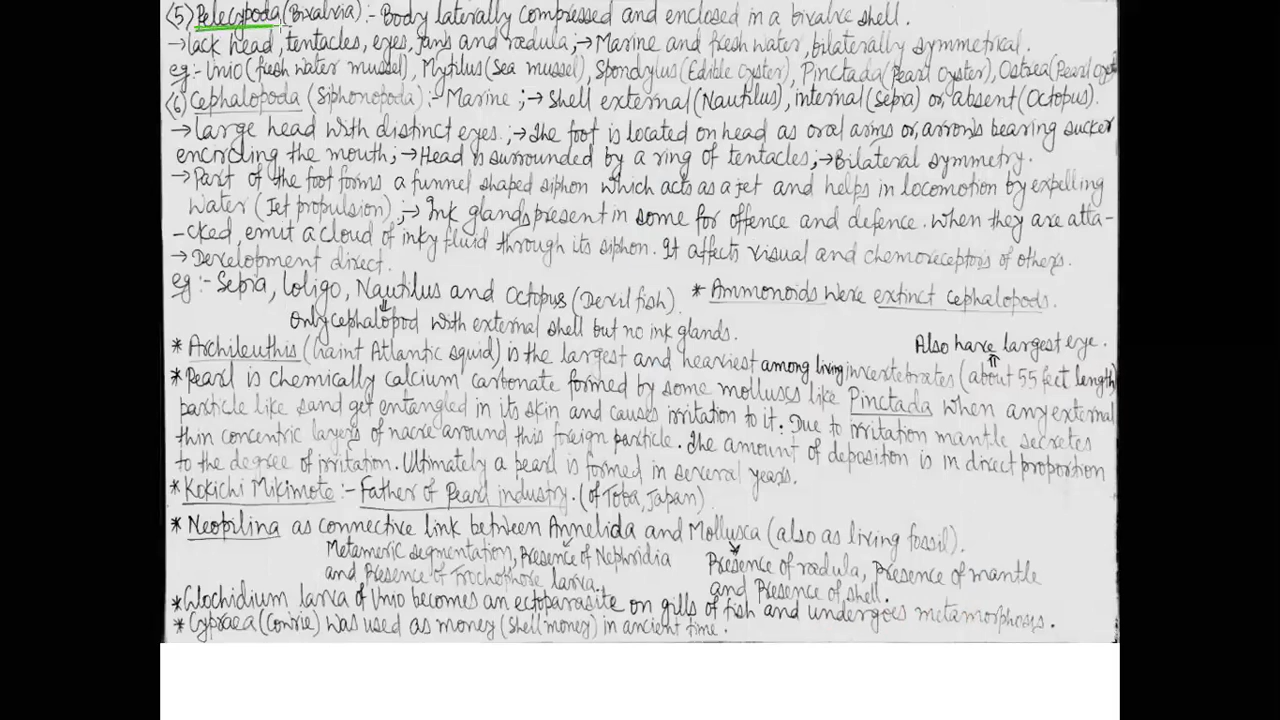 (5) Pelecypoda (Bivalvia) :- Body laterally compressed and enclosed in a bivalve shell.
→ lack head, tentacles, eyes, jaws and radula; → Marine and fresh water, bilaterally symmetrical.
eg:- Unio (fresh water mussel), Mytilus (Sea mussel), Spondylus (Edible oyster), Pinctada (Pearl oyster), Ostrea (Pearl oyster
(6) Cephalopoda (Siphonopoda) :- Marine ; → Shell external (Nautilus), internal (Sepia) or, absent (Octopus).
→ Large head with distinct eyes. ; → The foot is located on head as oral arms or, arrows bearing sucker
encircling the mouth; → Head is surrounded by a ring of tentacles; → Bilateral symmetry.
→ Part of the foot forms a funnel shaped siphon which acts as a jet and helps in locomotion by expelling
Water (Jet propulsion) ; → Ink glands present in some for offence and defence. When they are atta-
-cked, emit a cloud of inky fluid through its siphon. It affects visual and chemoreceptors of others.
→ Development direct.
eg :- Sepia, Loligo, Nautilus and Octopus (Devil fish). * Ammonoids were extinct cephalopods.
⇓
Only cephalopod with external shell but no ink glands.
Also have largest eye.
* Architeuthis (Giant Atlantic squid) is the largest and heaviest among living invertebrates (about 55 feet length)
* Pearl is chemically calcium carbonate formed by some molluscs like Pinctada when any external
particle like sand get entangled in its skin and causes irritation to it. Due to irritation mantle secretes
thin concentric layers of nacre around this foreign particle. The amount of deposition is in direct proportion
to the degree of irritation. Ultimately a pearl is formed in several years.
* Kokichi Mikimote :- Father of Pearl industry. (of Toba, Japan)
* Neopilina as connective link between Annelida and Mollusca (also as living fossil).
Metameric segmentation, Presence of Nephridia
and Presence of Trochophore larva.
Presence of radula, Presence of mantle
and Presence of shell.
* Glochidium larva of Unio becomes an ectoparasite on gills of fish and undergoes metamorphosis.
* Cypraea (Cowrie) was used as money (shell money) in ancient time.